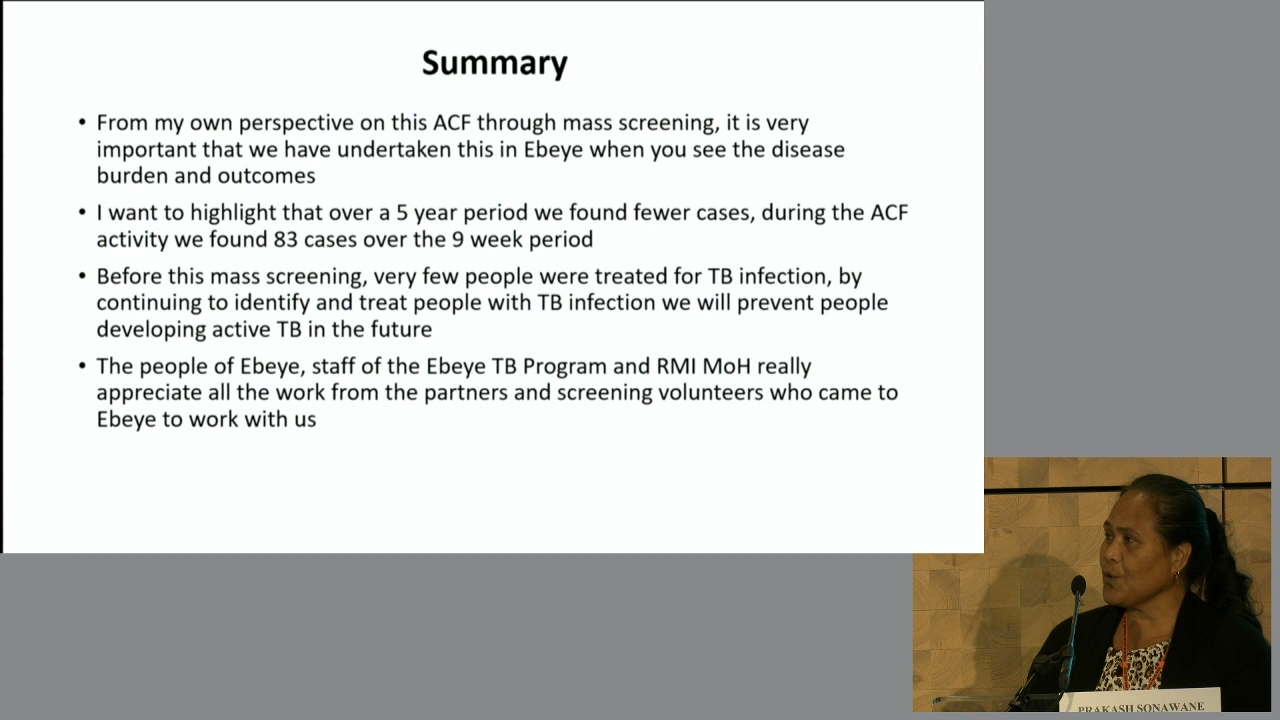 Summary
• From my own perspective on this ACF through mass screening, it is very
important that we have undertaken this in Ebeye when you see the disease
burden and outcomes
• I want to highlight that over a 5 year period we found fewer cases, during the ACF
activity we found 83 cases over the 9 week period
• Before this mass screening, very few people were treated for TB infection, by
continuing to identify and treat people with TB infection we will prevent people
developing active TB in the future
• The people of Ebeye, staff of the Ebeye TB Program and RMI MoH really
appreciate all the work from the partners and screening volunteers who came to
Ebeye to work with us
PRAKASH SONAWANE